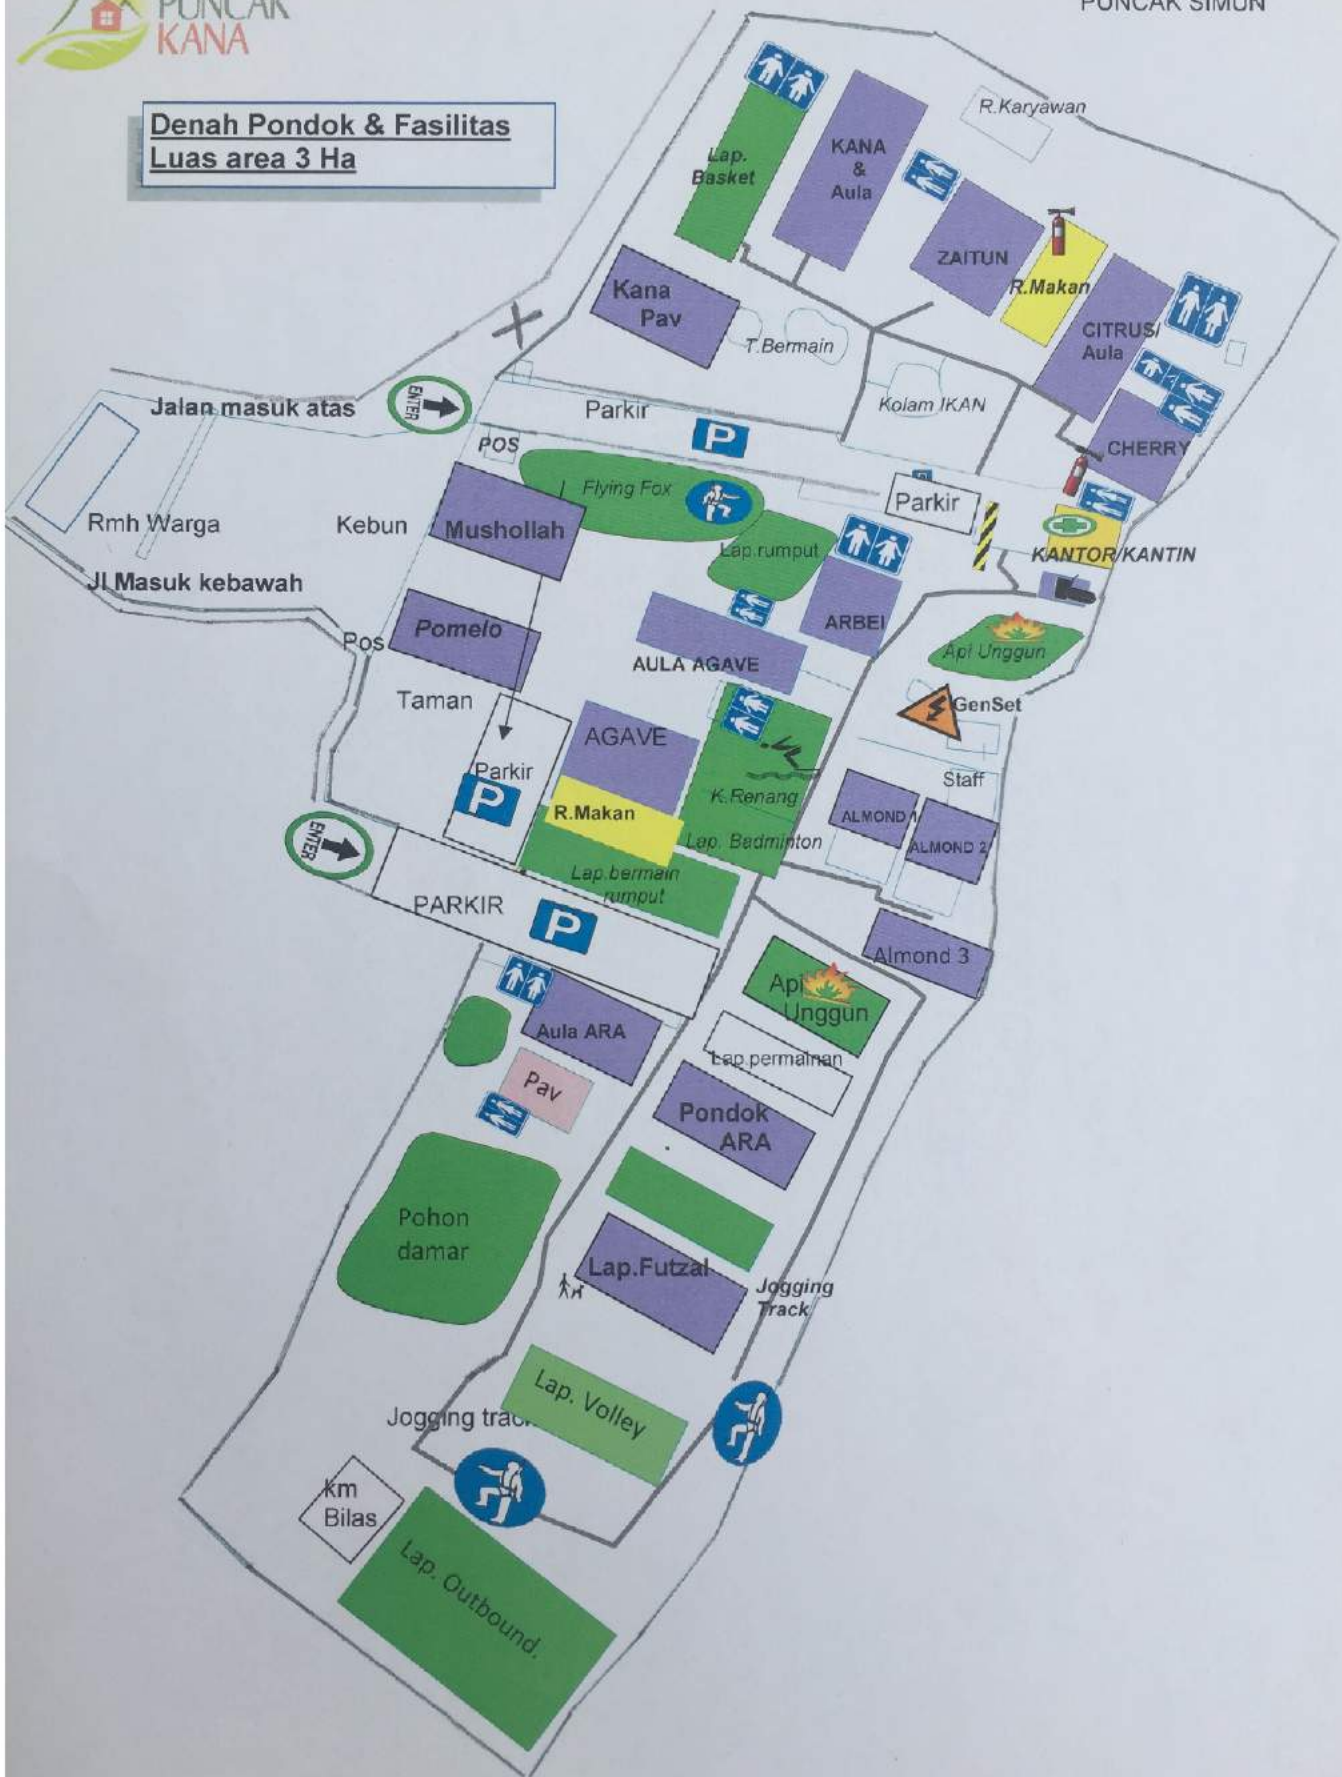 PUNCAK
KANA
PUNCAK SIMUN
Denah Pondok & Fasilitas
Luas area 3 Ha
R.Karyawan
Lap.
Basket
KANA
&
Aula
ZAITUN
R.Makan
Kana
Pav
T.Bermain
CITRUS/
Aula
Kolam IKAN
CHERRY
Jalan masuk atas
ENTER
Parkir
P
POS
Flying Fox
Parkir
Rmh Warga
Kebun
Mushollah
Lap.rumput
KANTOR/KANTIN
Jl Masuk kebawah
Pos
Pomelo
ARBEI
AULA AGAVE
Api Unggun
Taman
GenSet
AGAVE
Parkir
P
K.Renang
Staff
R.Makan
ALMOND 1
Lap. Badminton
ALMOND 2
ENTER
Lap.bermain
rumput
PARKIR
P
Almond 3
Api
Unggun
Aula ARA
Lap.permainan
Pav
Pondok
ARA
Pohon
damar
Lap.Futzal
Jogging
Track
Lap. Volley
Jogging trac
km
Bilas
Lap. Outbound.